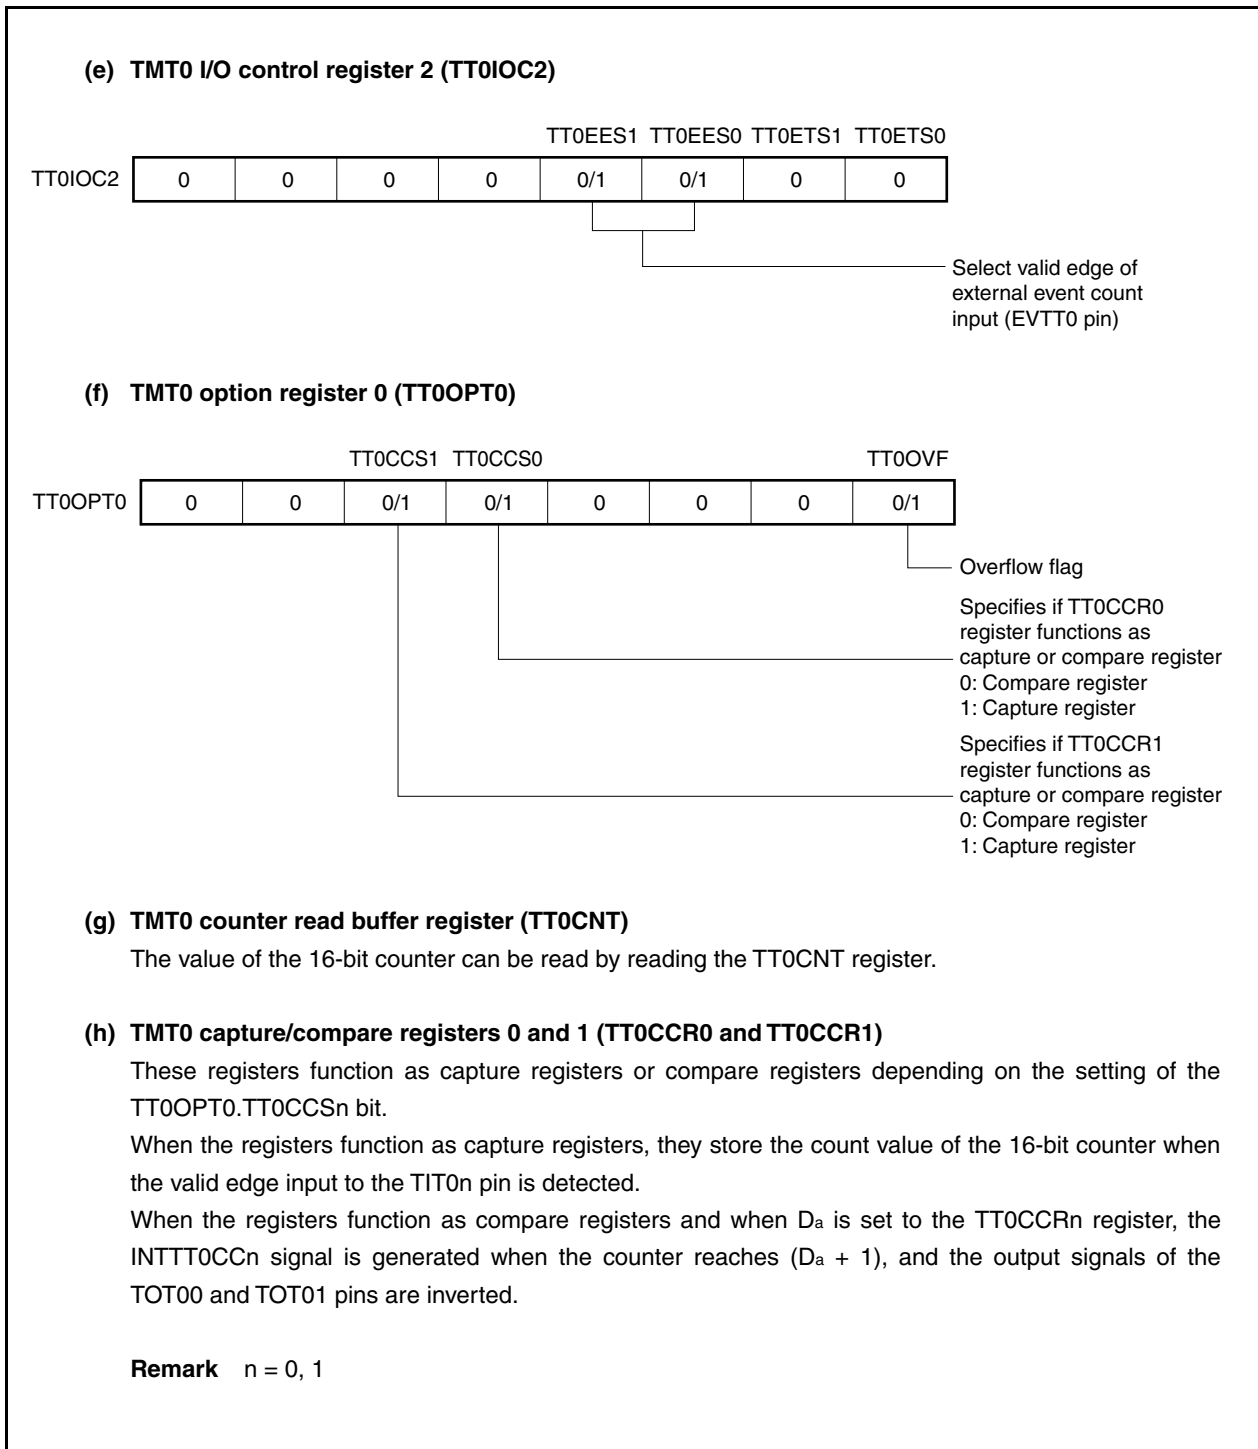 (e) TMT0 I/O control register 2 (TT0IOC2)
TT0EES1 TT0EES0 TT0ETS1 TT0ETS0
TT0IOC2 0 0 0 0 0/1 0/1 0 0
Select valid edge of
external event count
input (EVTT0 pin)
(f) TMT0 option register 0 (TT0OPT0)
TT0CCS1 TT0CCS0 TT0OVF
TT0OPT0 0 0 0/1 0/1 0 0 0 0/1
Overflow flag
Specifies if TT0CCR0
register functions as
capture or compare register
0: Compare register
1: Capture register
Specifies if TT0CCR1
register functions as
capture or compare register
0: Compare register
1: Capture register
(g) TMT0 counter read buffer register (TT0CNT)
The value of the 16-bit counter can be read by reading the TT0CNT register.
(h) TMT0 capture/compare registers 0 and 1 (TT0CCR0 and TT0CCR1)
These registers function as capture registers or compare registers depending on the setting of the
TT0OPT0.TT0CCSn bit.
When the registers function as capture registers, they store the count value of the 16-bit counter when
the valid edge input to the TIT0n pin is detected.
When the registers function as compare registers and when Da is set to the TT0CCRn register, the
INTTT0CCn signal is generated when the counter reaches (Da + 1), and the output signals of the
TOT00 and TOT01 pins are inverted.
Remark n = 0, 1